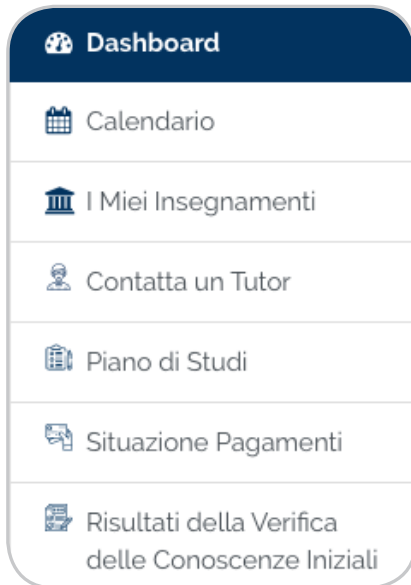 Dashboard
Calendario
I Miei Insegnamenti
Contatta un Tutor
Piano di Studi
Situazione Pagamenti
Risultati della Verifica
delle Conoscenze Iniziali